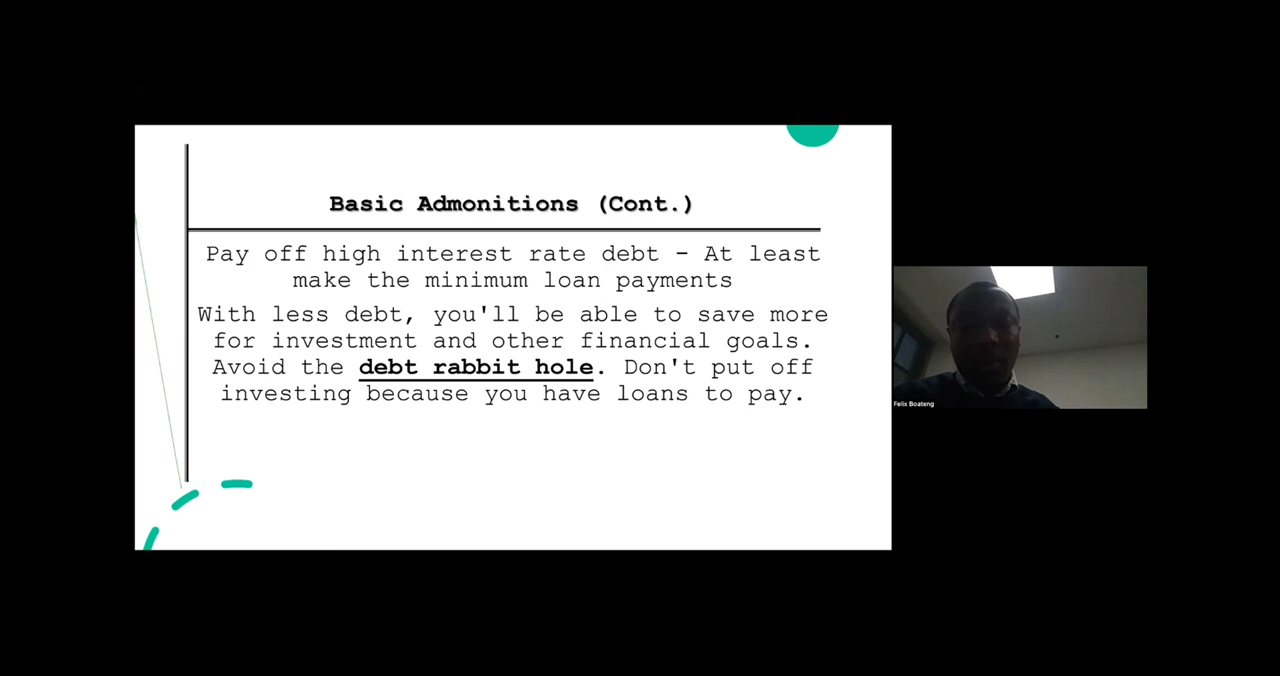 Basic Admonitions (Cont.)
Pay off high interest rate debt – At least
make the minimum loan payments
With less debt, you'll be able to save more
for investment and other financial goals.
Avoid the debt rabbit hole. Don't put off
investing because you have loans to pay.
Felix Boateng